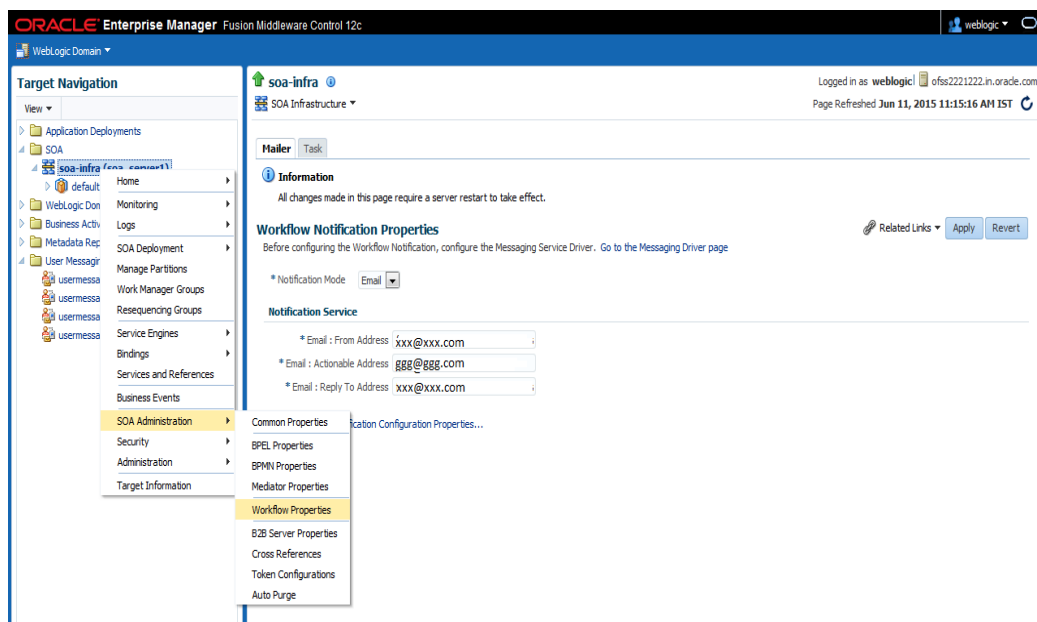 ORACLE Enterprise Manager Fusion Middleware Control 12c
weblogic
WebLogic Domain
Target Navigation
View
Application Deployments
SOA
soa-infra (soa_server1)
default
WebLogic Dom
Business Activ
Metadata Rep
User Messagin
usermessa
usermessa
usermessa
usermessa
Home
Monitoring
Logs
SOA Deployment
Manage Partitions
Work Manager Groups
Resequencing Groups
Service Engines
Bindings
Services and References
Business Events
SOA Administration
Security
Administration
Target Information
Common Properties
BPEL Properties
BPMN Properties
Mediator Properties
Workflow Properties
B2B Server Properties
Cross References
Token Configurations
Auto Purge
soa-infra
Logged in as weblogic ofss2221222.in.oracle.com
SOA Infrastructure
Page Refreshed Jun 11, 2015 11:15:16 AM IST
Mailer Task
Information
All changes made in this page require a server restart to take effect.
Workflow Notification Properties
Related Links Apply Revert
Before configuring the Workflow Notification, configure the Messaging Service Driver. Go to the Messaging Driver page
* Notification Mode Email
Notification Service
* Email : From Address xxx@xxx.com
* Email : Actionable Address ggg@ggg.com
* Email : Reply To Address xxx@xxx.com
fication Configuration Properties...